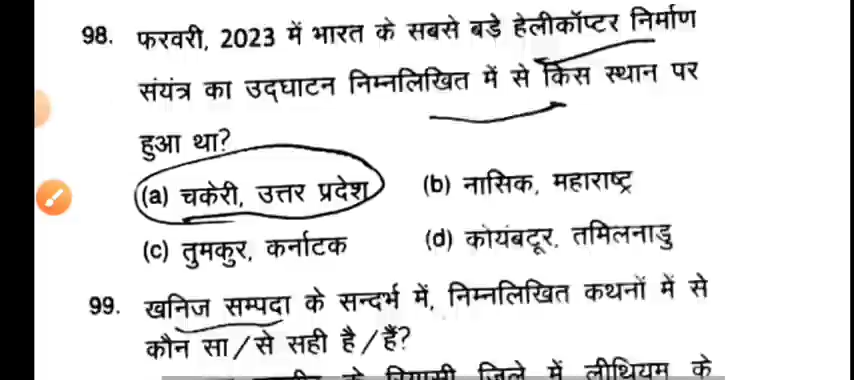 98. फरवरी, 2023 में भारत के सबसे बड़े हेलीकॉप्टर निर्माण
संयंत्र का उद्घाटन निम्नलिखित में से किस स्थान पर
हुआ था?
(a) चकेरी, उत्तर प्रदेश (b) नासिक, महाराष्ट्र
(c) तुमकुर, कर्नाटक (d) कोयंबटूर, तमिलनाडु
99. खनिज सम्पदा के सन्दर्भ में, निम्नलिखित कथनों में से
कौन सा/से सही है/हैं?
जिले में लीथियम के